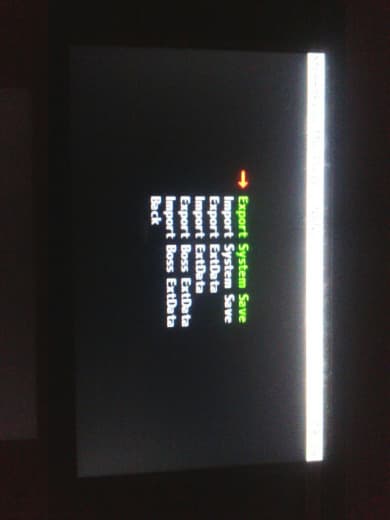 Export System Save
Import System Save
Export ExtData
Import ExtData
Export Boss ExtData
Import Boss ExtData
Back